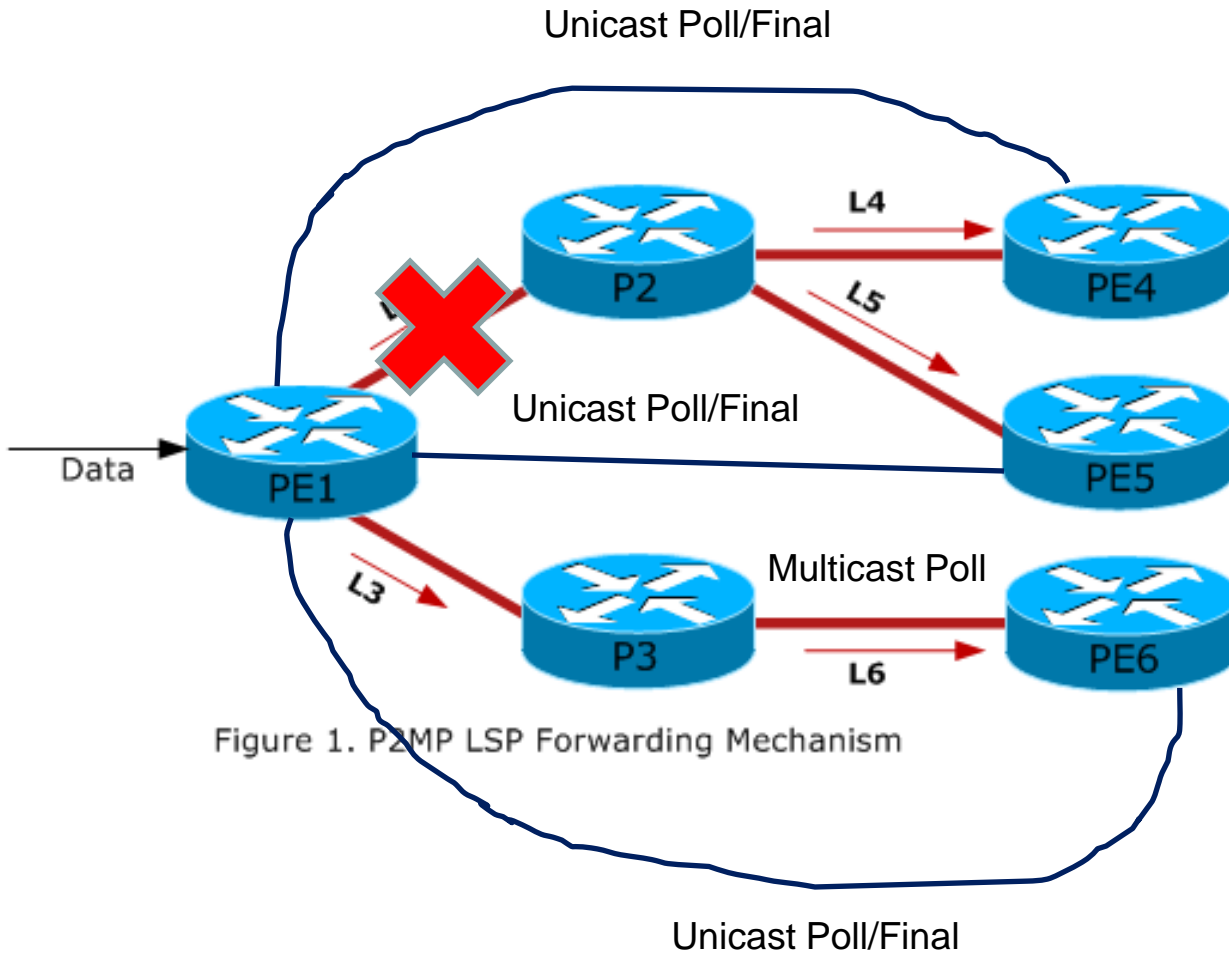 Unicast Poll/Final
L4
P2
PE4
L5
Unicast Poll/Final
Data
PE1
PE5
L3
Multicast Poll
P3
PE6
L6
Figure 1. P2MP LSP Forwarding Mechanism
Unicast Poll/Final